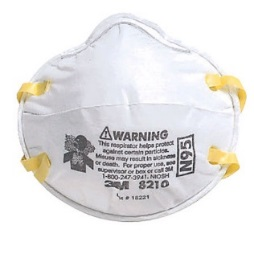 WARNING
This respirator helps protect
against certain particles.
Misuse may result in sickness
or death. For proper use, see
supervisor or box or call 3M
1-800-247-3941. NIOSH
3M 8210
N95
# 18221